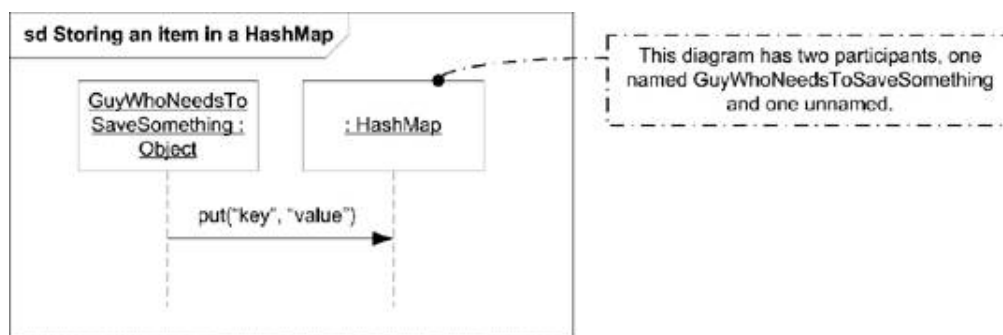 sd Storing an Item in a HashMap
This diagram has two participants, one
named GuyWhoNeedsToSaveSomething
and one unnamed.
GuyWhoNeedsTo
SaveSomething :
Object
: HashMap
put("key", "value")